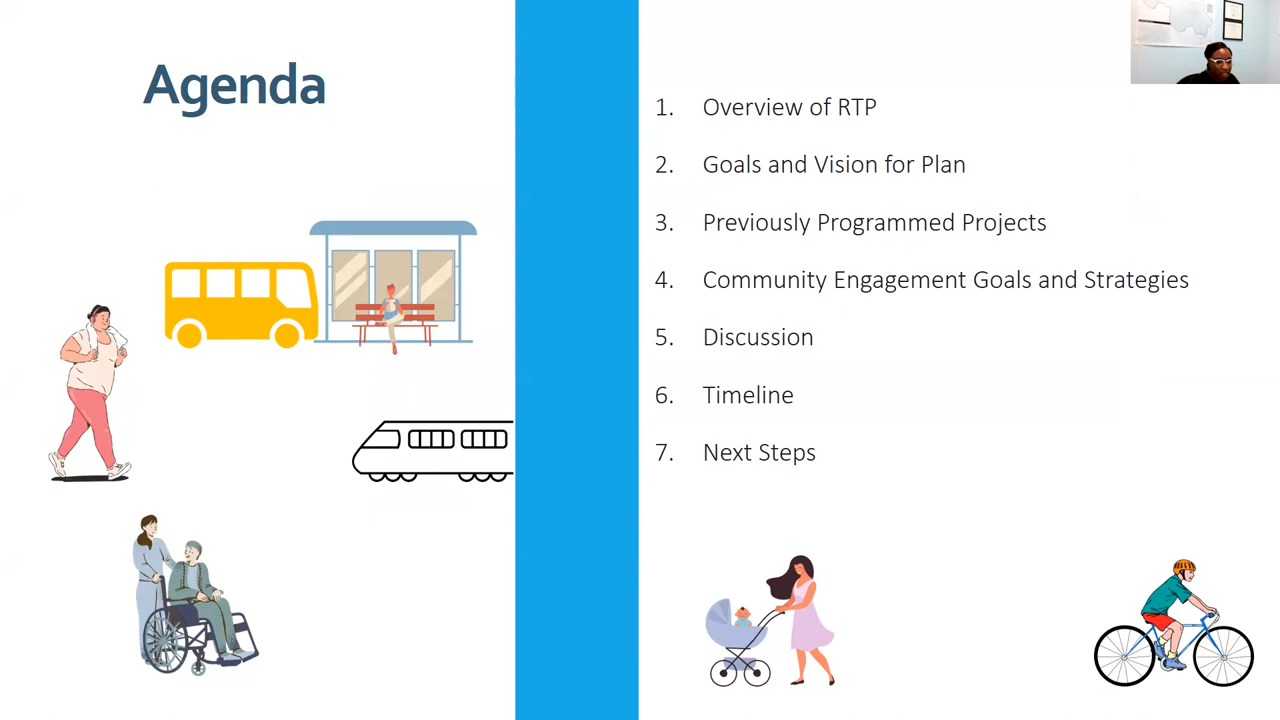 Agenda
1. Overview of RTP
2. Goals and Vision for Plan
3. Previously Programmed Projects
4. Community Engagement Goals and Strategies
5. Discussion
6. Timeline
7. Next Steps